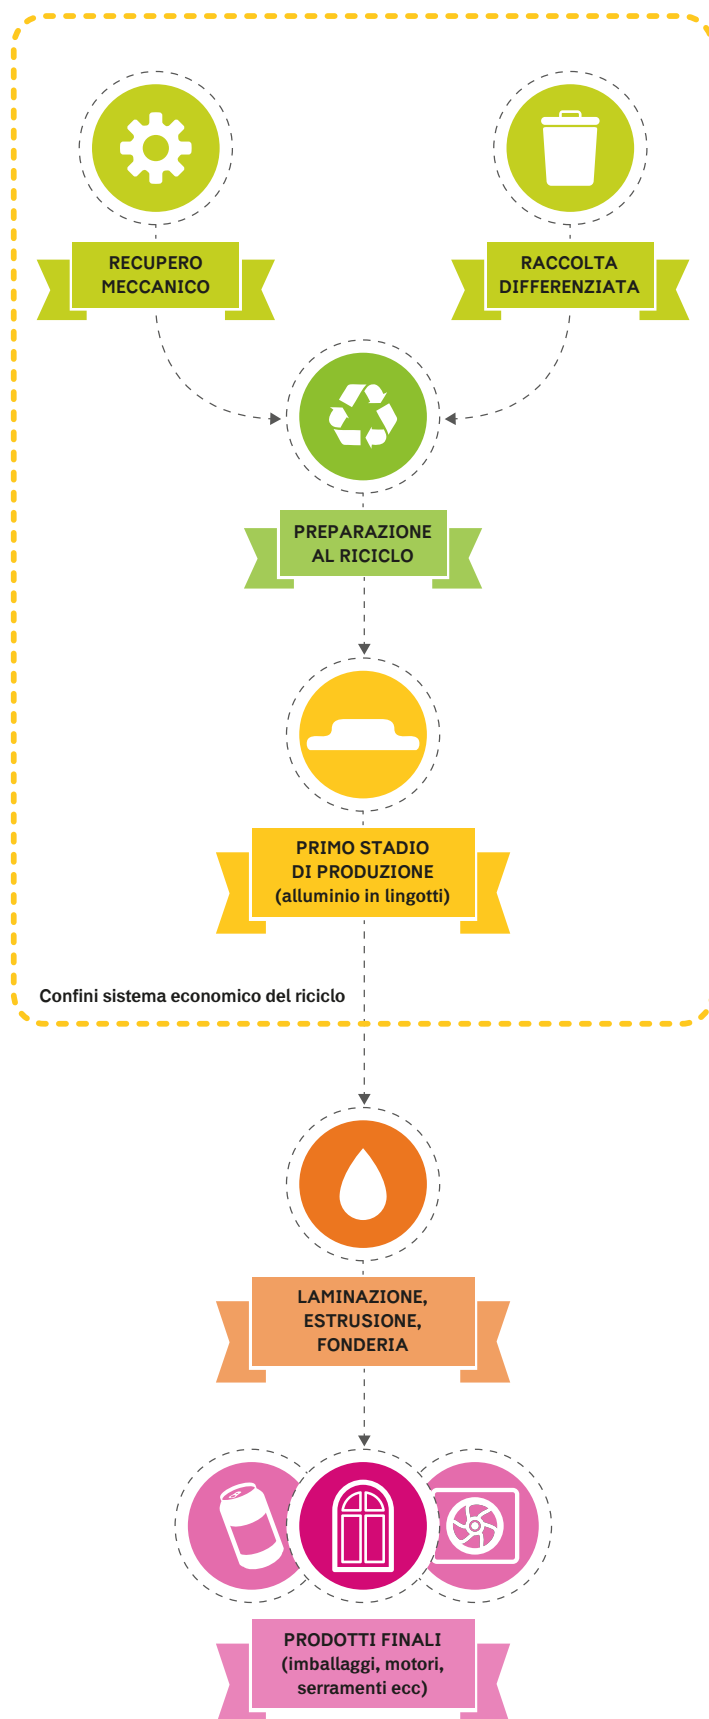 RECUPERO
MECCANICO
RACCOLTA
DIFFERENZIATA
PREPARAZIONE
AL RICICLO
PRIMO STADIO
DI PRODUZIONE
(alluminio in lingotti)
Confini sistema economico del riciclo
LAMINAZIONE,
ESTRUSIONE,
FONDERIA
PRODOTTI FINALI
(imballaggi, motori,
serramenti ecc)